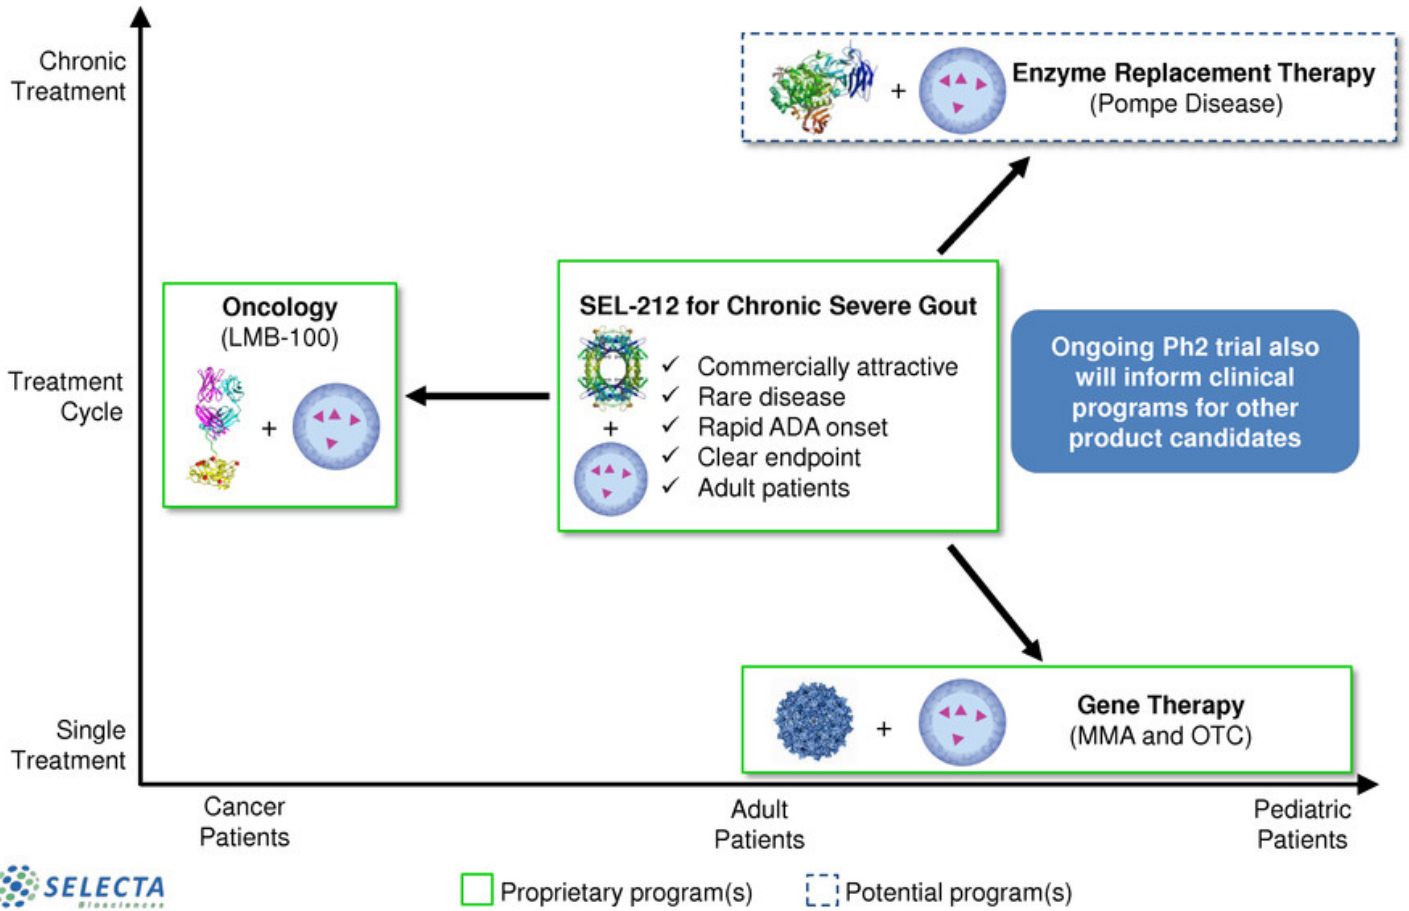 Chronic
Treatment
Enzyme Replacement Therapy
(Pompe Disease)
+
Oncology
(LMB-100)
+
SEL-212 for Chronic Severe Gout
✓ Commercially attractive
✓ Rare disease
+
✓ Rapid ADA onset
✓ Clear endpoint
✓ Adult patients
Ongoing Ph2 trial also
will inform clinical
programs for other
product candidates
Treatment
Cycle
+
Gene Therapy
(MMA and OTC)
Single
Treatment
Cancer
Patients
Adult
Patients
Pediatric
Patients
SELECTA
Biosciences
Proprietary program(s)
Potential program(s)